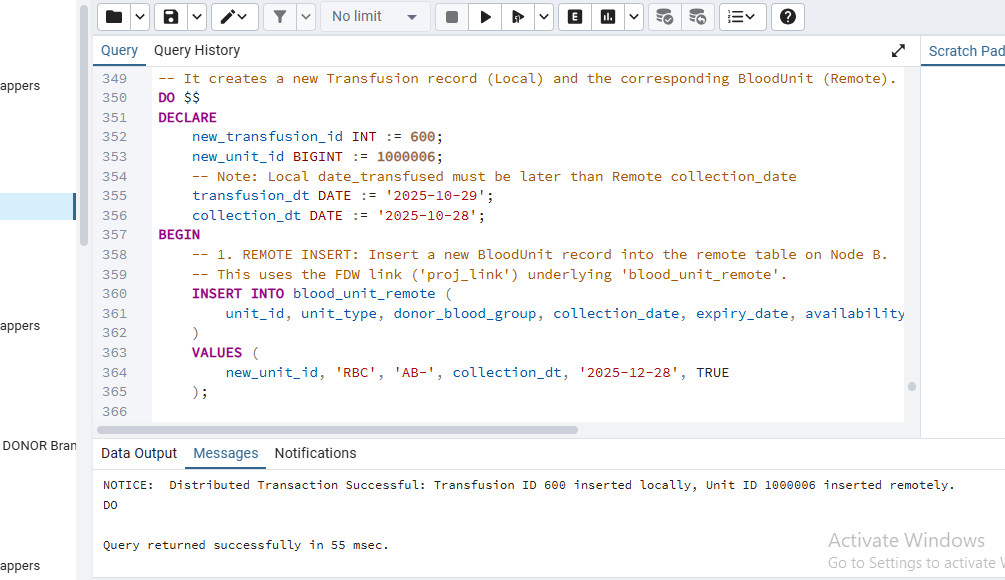 No limit
Query
Query History
Scratch Pad
appers
appers
DONOR Bran
appers
349 -- It creates a new Transfusion record (Local) and the corresponding BloodUnit (Remote).
350 DO $$
351 DECLARE
352 new_transfusion_id INT := 600;
353 new_unit_id BIGINT := 1000006;
354 -- Note: Local date_transfused must be later than Remote collection_date
355 transfusion_dt DATE := '2025-10-29';
356 collection_dt DATE := '2025-10-28';
357 BEGIN
358 -- 1. REMOTE INSERT: Insert a new BloodUnit record into the remote table on Node B.
359 -- This uses the FDW link ('proj_link') underlying 'blood_unit_remote'.
360 INSERT INTO blood_unit_remote (
361 unit_id, unit_type, donor_blood_group, collection_date, expiry_date, availability
362 )
363 VALUES (
364 new_unit_id, 'RBC', 'AB-', collection_dt, '2025-12-28', TRUE
365 );
366
Data Output
Messages
Notifications
NOTICE:  Distributed Transaction Successful: Transfusion ID 600 inserted locally, Unit ID 1000006 inserted remotely.
DO
Query returned successfully in 55 msec.
Activate Windows
Go to Settings to activate W